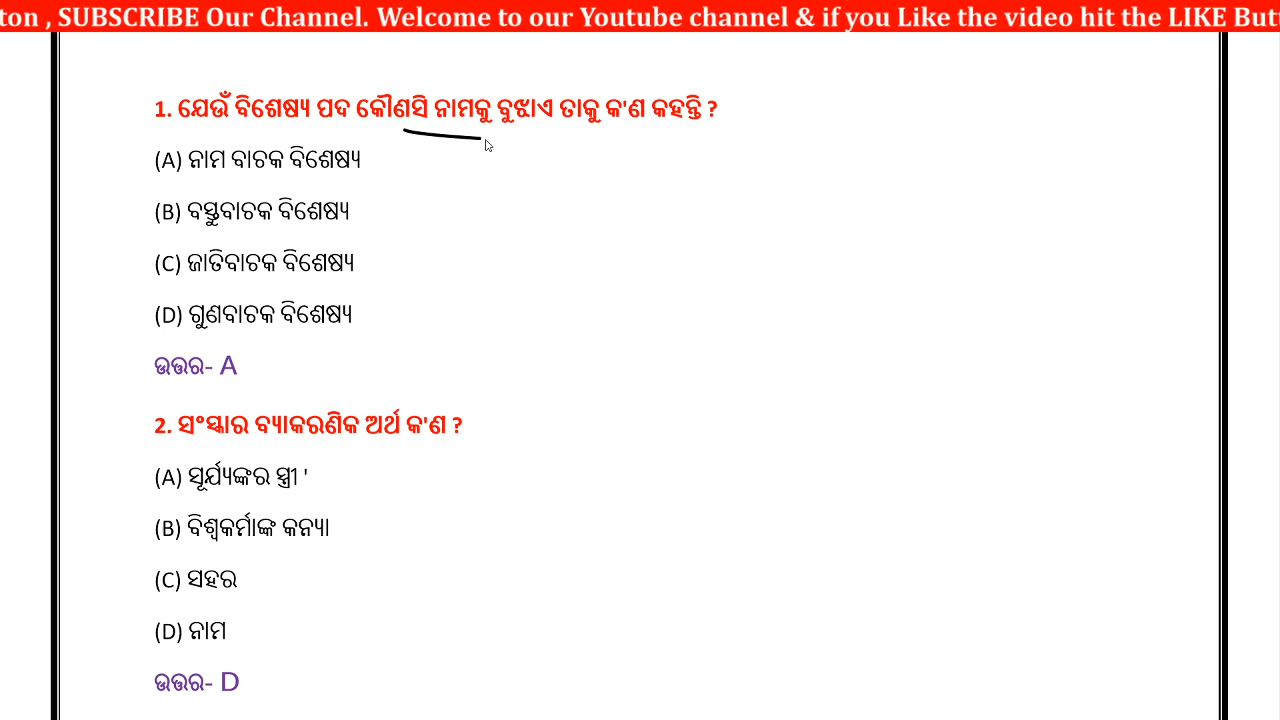 ton , SUBSCRIBE Our Channel. Welcome to our Youtube channel & if you Like the video hit the LIKE But
1. ଯେଉଁ ବିଶେଷ୍ୟ ପଦ କୌଣସି ନାମକୁ ବୁଝାଏ ତାକୁ କ'ଣ କହନ୍ତି ?
(A) ନାମ ବାଚକ ବିଶେଷ୍ୟ
(B) ବସ୍ତୁବାଚକ ବିଶେଷ୍ୟ
(C) ଜାତିବାଚକ ବିଶେଷ୍ୟ
(D) ଗୁଣବାଚକ ବିଶେଷ୍ୟ
ଉତ୍ତର- A
2. ସଂସ୍କାର ବ୍ୟାକରଣିକ ଅର୍ଥ କ'ଣ ?
(A) ସୂର୍ଯ୍ୟଙ୍କର ସ୍ତ୍ରୀ '
(B) ବିଶ୍ୱକର୍ମାଙ୍କ କନ୍ୟା
(C) ସହର
(D) ନାମ
ଉତ୍ତର- D